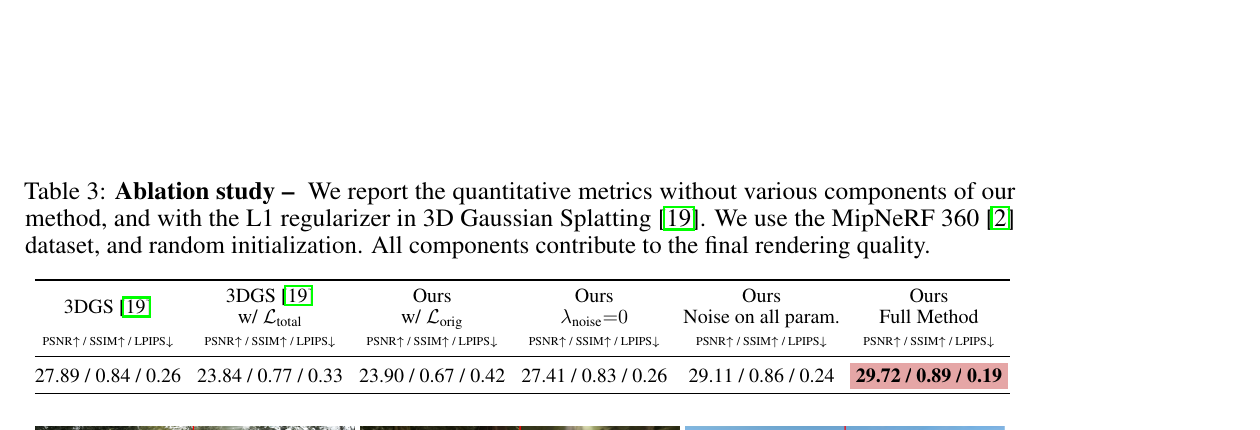 Table 3: Ablation study – We report the quantitative metrics without various components of our
method, and with the L1 regularizer in 3D Gaussian Splatting [19]. We use the MipNeRF 360 [2]
dataset, and random initialization. All components contribute to the final rendering quality.
3DGS [19] 3DGS [19] w/ ℒtotal Ours w/ ℒorig Ours λnoise=0 Ours Noise on all param. Ours Full Method
PSNR↑ / SSIM↑ / LPIPS↓ PSNR↑ / SSIM↑ / LPIPS↓ PSNR↑ / SSIM↑ / LPIPS↓ PSNR↑ / SSIM↑ / LPIPS↓ PSNR↑ / SSIM↑ / LPIPS↓ PSNR↑ / SSIM↑ / LPIPS↓
27.89 / 0.84 / 0.26 23.84 / 0.77 / 0.33 23.90 / 0.67 / 0.42 27.41 / 0.83 / 0.26 29.11 / 0.86 / 0.24 29.72 / 0.89 / 0.19